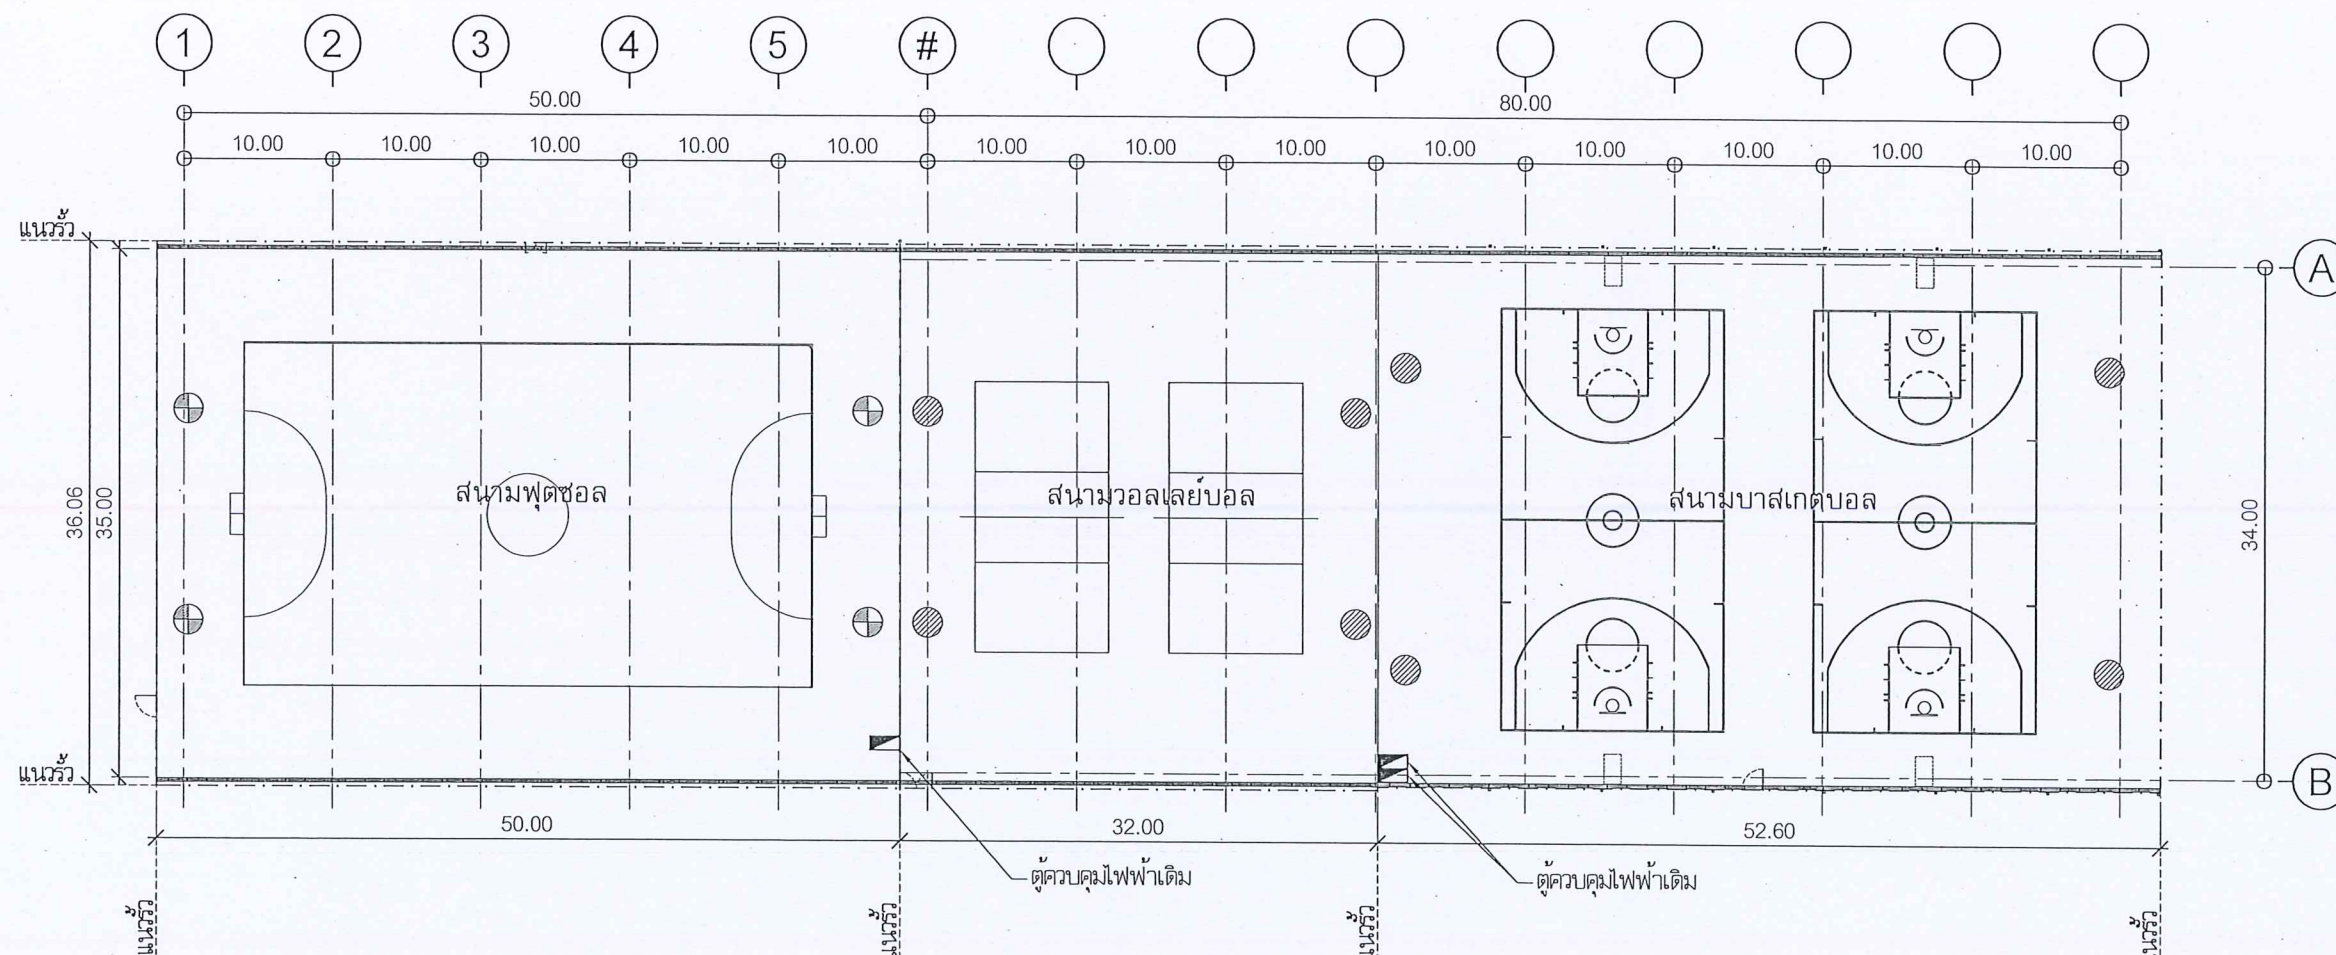 1 2 3 4 5 #
50.00 80.00
10.00 10.00 10.00 10.00 10.00 10.00 10.00 10.00 10.00 10.00 10.00 10.00 10.00
แนวรั้ว
A
36.06
35.00
สนามฟุตซอล สนามวอลเลย์บอล สนามบาสเกตบอล
34.00
แนวรั้ว
B
50.00 32.00 52.60
ตู้ควบคุมไฟฟ้าเดิม ตู้ควบคุมไฟฟ้าเดิม
แนวรั้ว แนวรั้ว แนวรั้ว แนวรั้ว